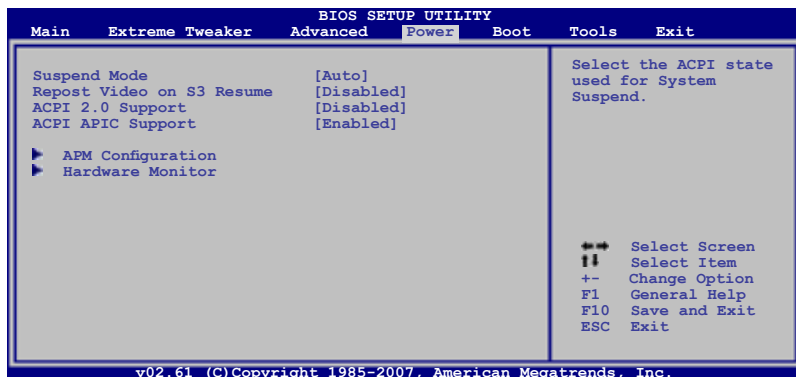 BIOS SETUP UTILITY
Main Extreme Tweaker Advanced Power Boot Tools Exit
Suspend Mode [Auto]
Repost Video on S3 Resume [Disabled]
ACPI 2.0 Support [Disabled]
ACPI APIC Support [Enabled]
APM Configuration
Hardware Monitor
Select the ACPI state
used for System
Suspend.
Select Screen
Select Item
+- Change Option
F1 General Help
F10 Save and Exit
ESC Exit
v02.61 (C)Copyright 1985-2007, American Megatrends, Inc.